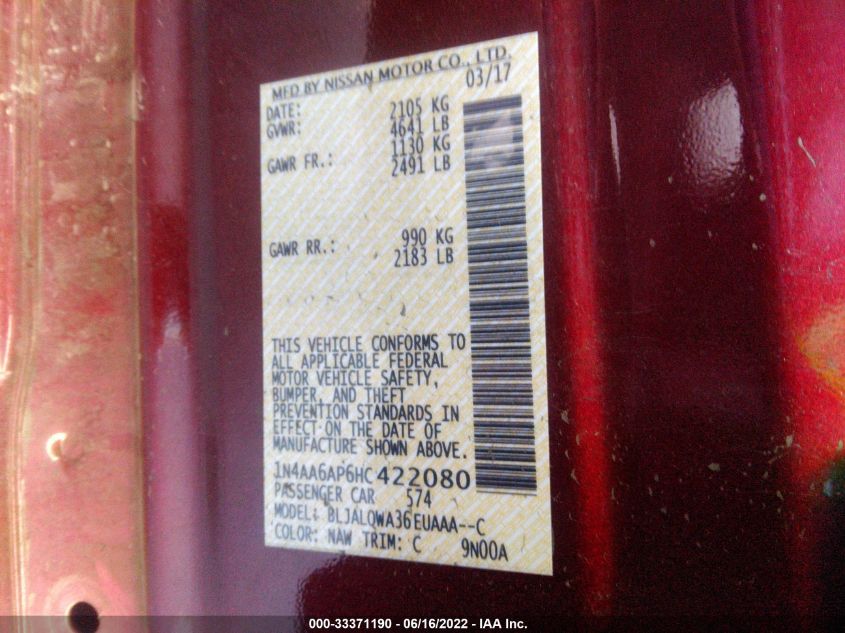 MFD BY NISSAN MOTOR CO., LTD.
03/17
DATE: 2105 KG
GVWR: 4641 LB
1130 KG
GAWR FR.: 2491 LB
990 KG
GAWR RR.: 2183 LB
THIS VEHICLE CONFORMS TO
ALL APPLICABLE FEDERAL
MOTOR VEHICLE SAFETY,
BUMPER, AND THEFT
PREVENTION STANDARDS IN
EFFECT ON THE DATE OF
MANUFACTURE SHOWN ABOVE.
1N4AA6AP6HC422080
PASSENGER CAR 574
MODEL: BLJALQWA36EUAAA--C
COLOR: NAW TRIM: C 9N00A
000-33371190 - 06/16/2022 - IAA Inc.